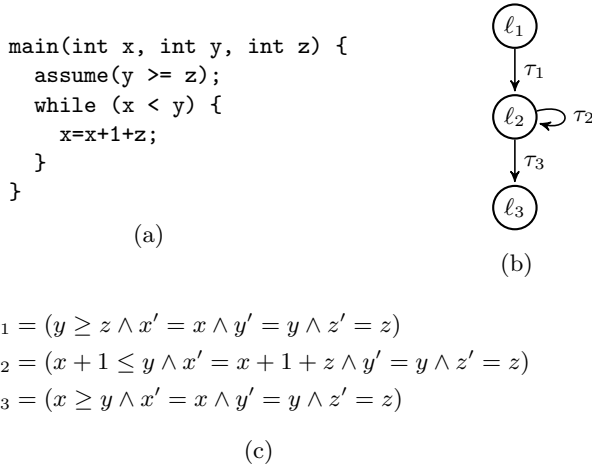 main(int x, int y, int z) {
assume(y >= z);
while (x < y) {
x=x+1+z;
}
}
(a)
ℓ₁
τ₁
ℓ₂
τ₂
τ₃
ℓ₃
(b)
₁ = (y ≥ z ∧ x′ = x ∧ y′ = y ∧ z′ = z)
₂ = (x + 1 ≤ y ∧ x′ = x + 1 + z ∧ y′ = y ∧ z′ = z)
₃ = (x ≥ y ∧ x′ = x ∧ y′ = y ∧ z′ = z)
(c)